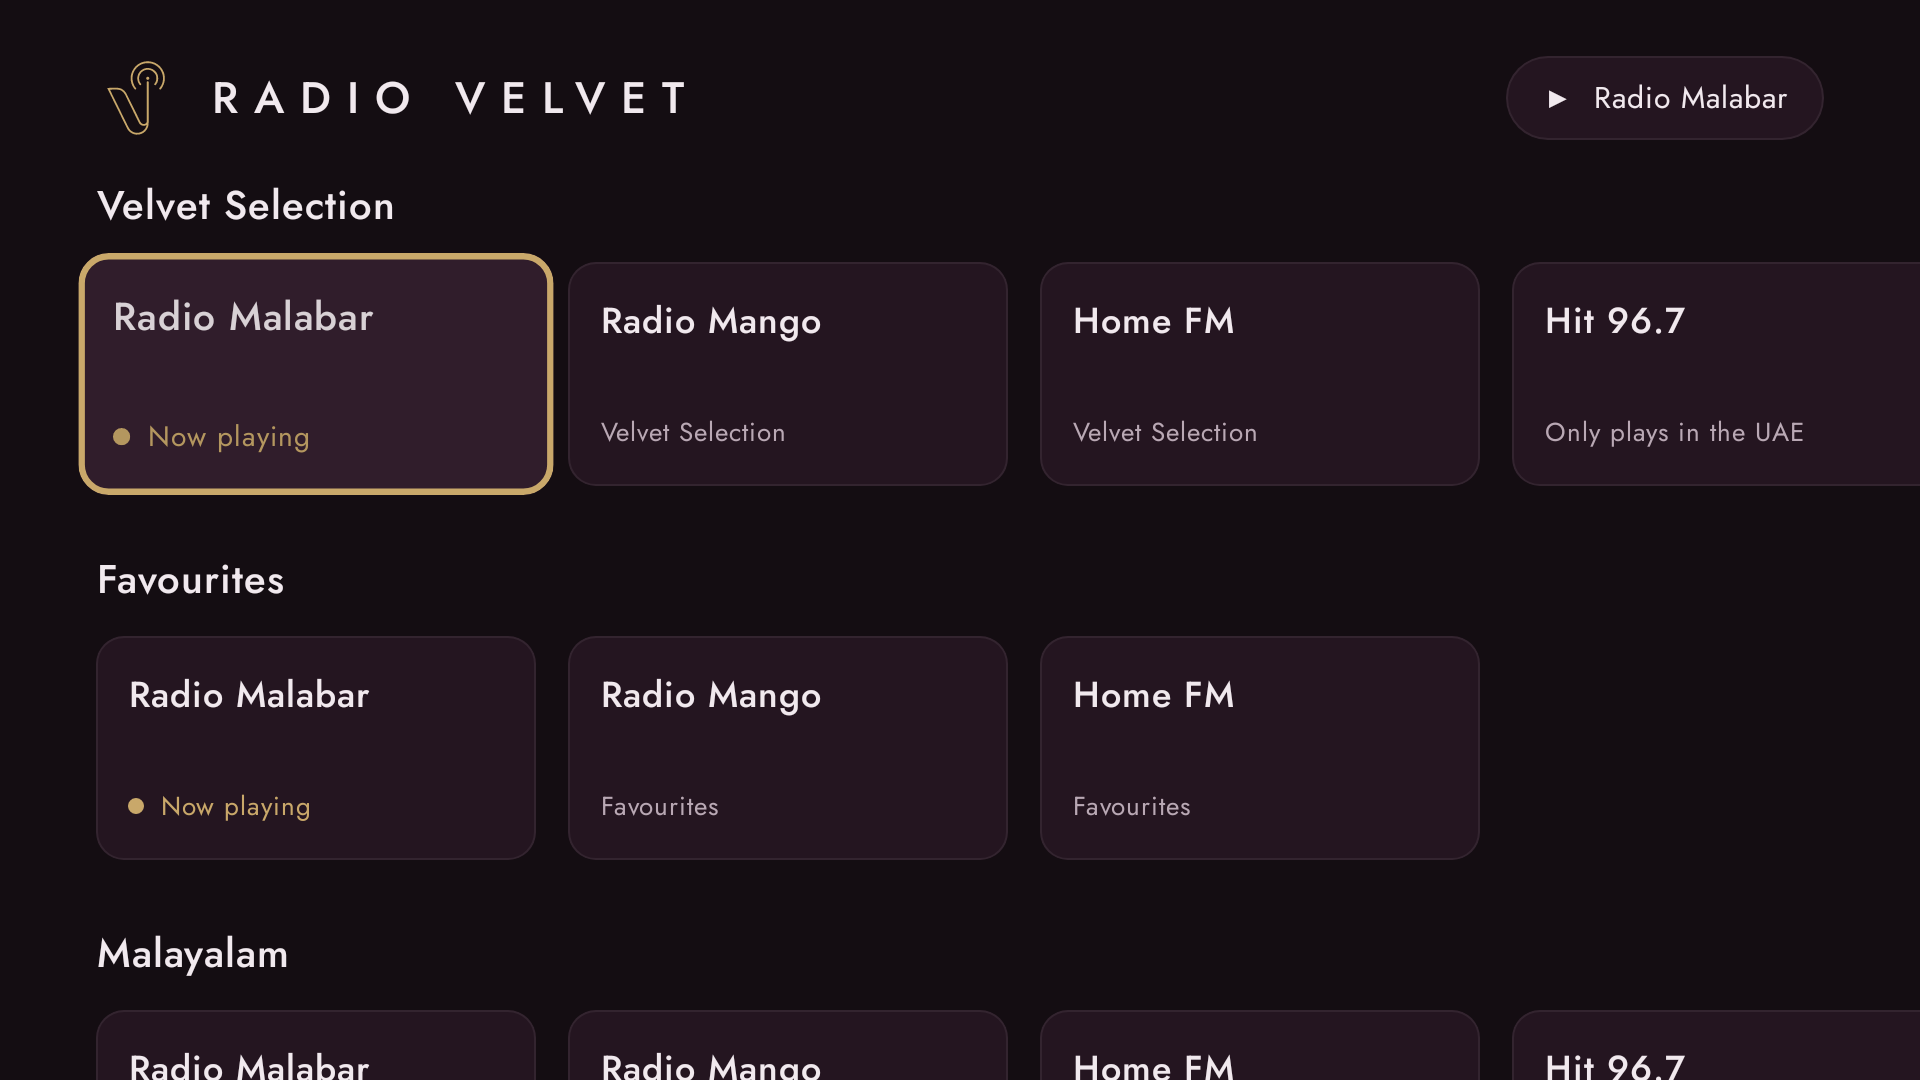 RADIO VELVET
▶ Radio Malabar
Velvet Selection
Radio Malabar
Now playing
Radio Mango
Velvet Selection
Home FM
Velvet Selection
Hit 96.7
Only plays in the UAE
Favourites
Radio Malabar
Now playing
Radio Mango
Favourites
Home FM
Favourites
Malayalam
Radio Malabar
Radio Mango
Home FM
Hit 96.7